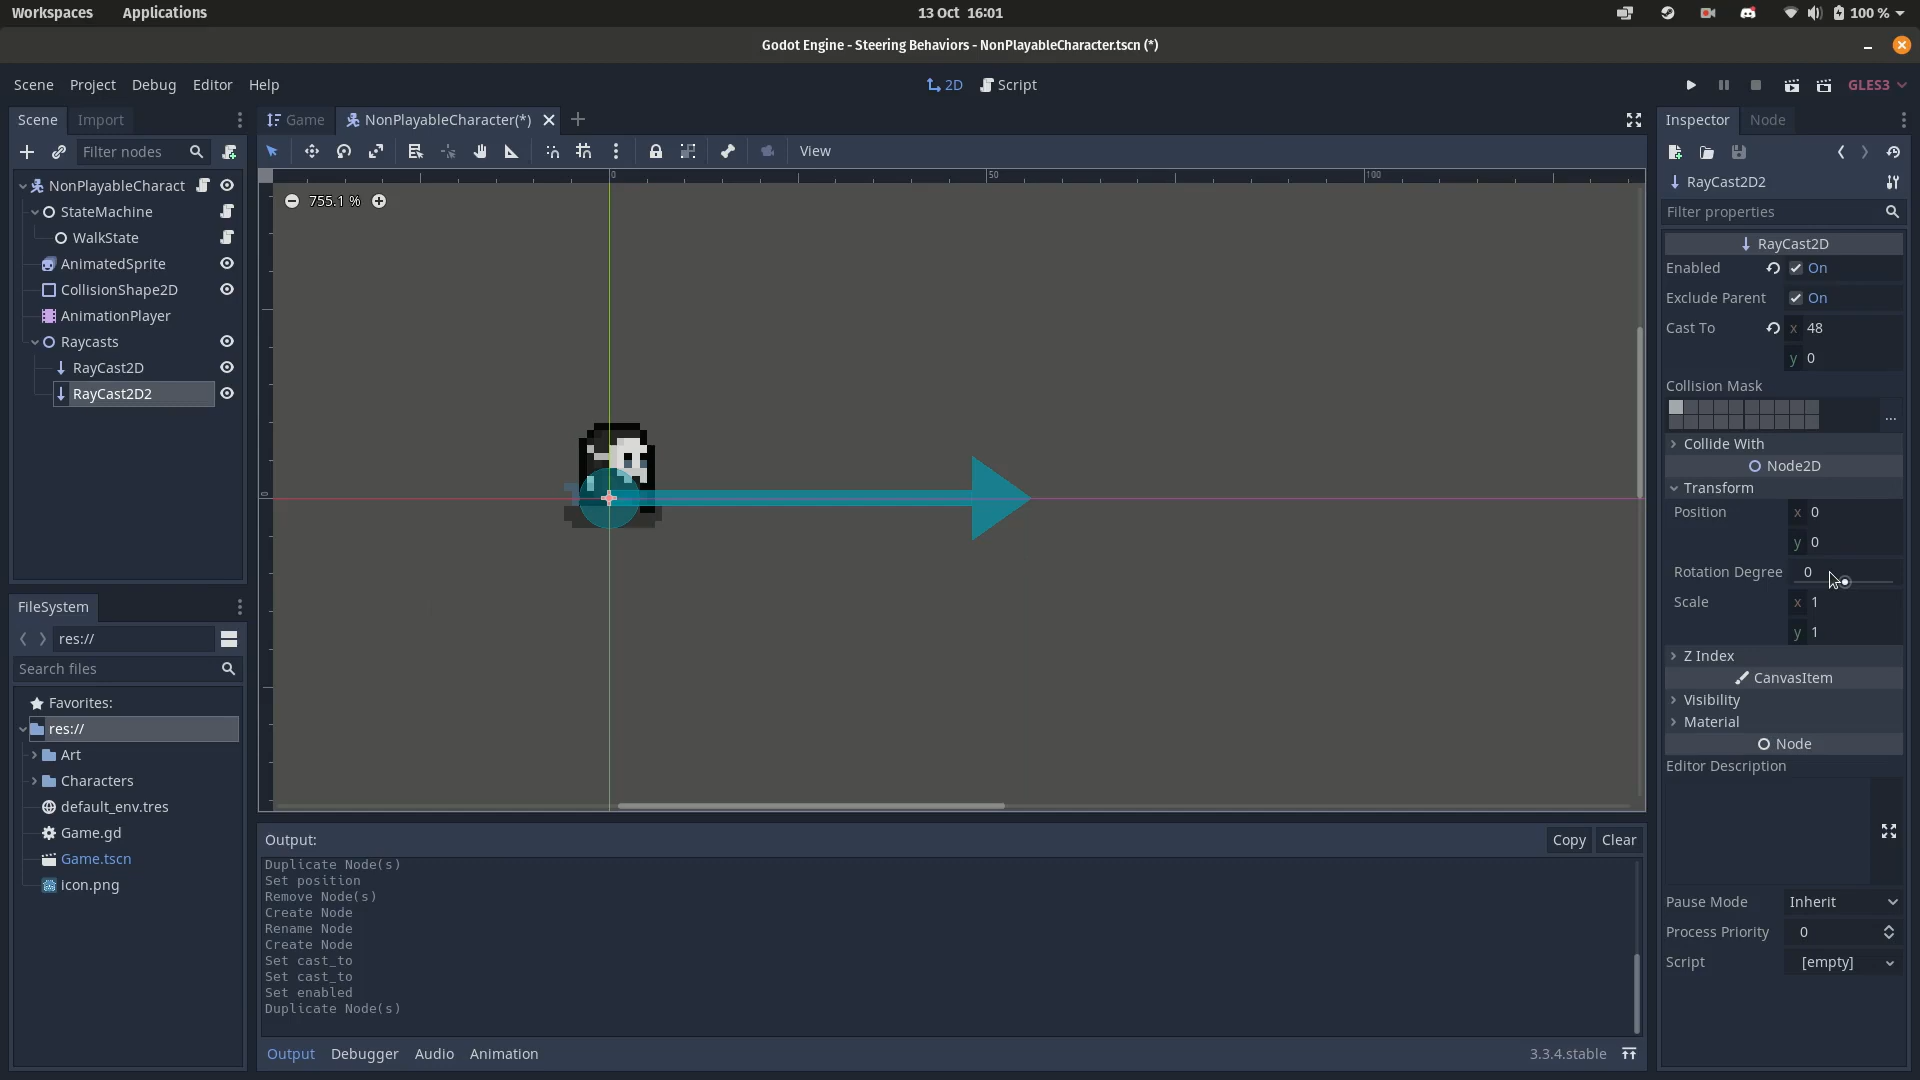 Workspaces Applications 13 Oct 16:01 100 %
Godot Engine - Steering Behaviors - NonPlayableCharacter.tscn (*)
Scene Project Debug Editor Help 2D Script GLES3
Scene Import
Filter nodes
NonPlayableCharact
StateMachine
WalkState
AnimatedSprite
CollisionShape2D
AnimationPlayer
Raycasts
RayCast2D
RayCast2D2
FileSystem
res://
Search files
Favorites:
res://
Art
Characters
default_env.tres
Game.gd
Game.tscn
icon.png
Game NonPlayableCharacter(*)
View
0 50 100
755.1 %
0
Output: Copy Clear
Duplicate Node(s)
Set position
Remove Node(s)
Create Node
Rename Node
Create Node
Set cast_to
Set cast_to
Set enabled
Duplicate Node(s)
Output Debugger Audio Animation 3.3.4.stable
Inspector Node
RayCast2D2
Filter properties
RayCast2D
Enabled On
Exclude Parent On
Cast To x 48
y 0
Collision Mask
...
Collide With
Node2D
Transform
Position x 0
y 0
Rotation Degree 0
Scale x 1
y 1
Z Index
CanvasItem
Visibility
Material
Node
Editor Description
Pause Mode Inherit
Process Priority 0
Script [empty]